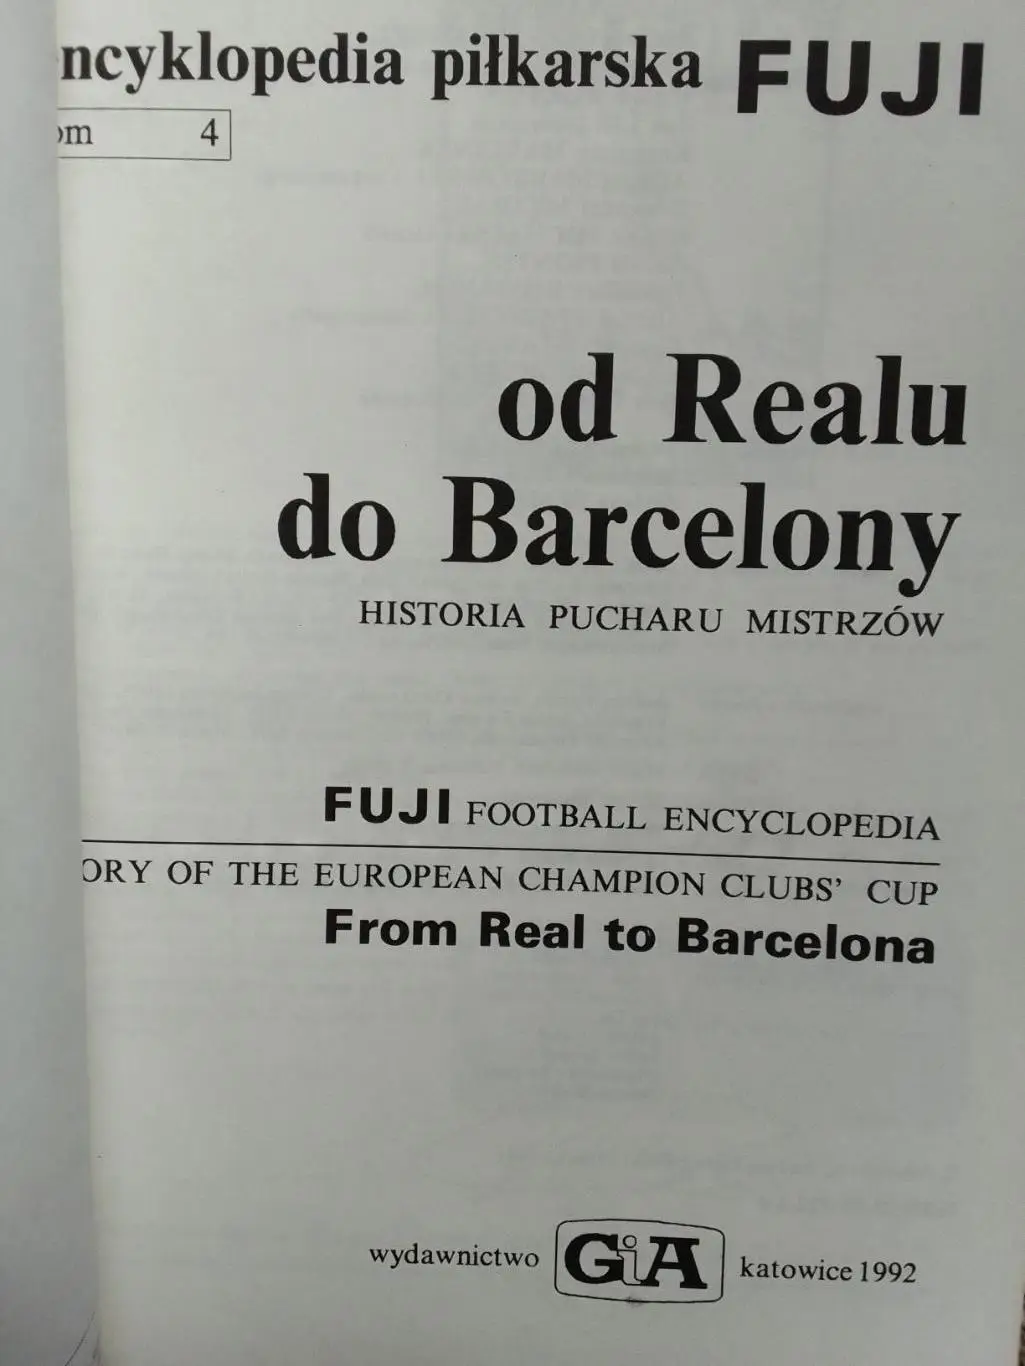 ncyklopedia piłkarska FUJI
om 4
od Realu
do Barcelony
HISTORIA PUCHARU MISTRZÓW
FUJI FOOTBALL ENCYCLOPEDIA
ORY OF THE EUROPEAN CHAMPION CLUBS' CUP
From Real to Barcelona
wydawnictwo GiA katowice 1992